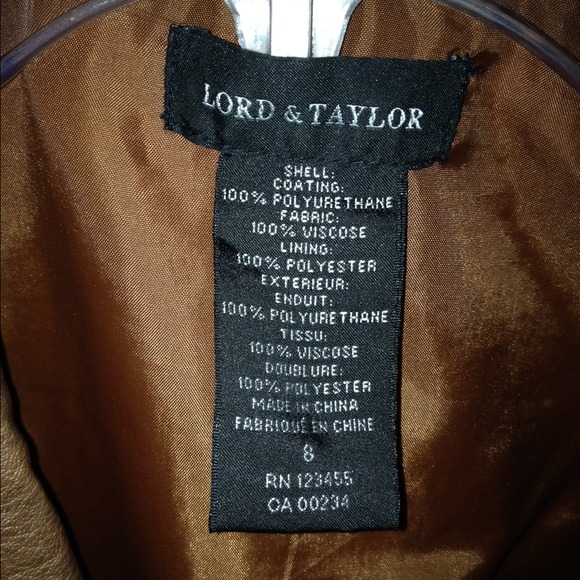 LORD & TAYLOR
SHELL:
COATING:
100% POLYURETHANE
FABRIC:
100% VISCOSE
LINING:
100% POLYESTER
EXTERIEUR:
ENDUIT:
100% POLYURETHANE
TISSU:
100% VISCOSE
DOUBLURE:
100% POLYESTER
MADE IN CHINA
FABRIQUE EN CHINE
8
RN 123455
CA 00234